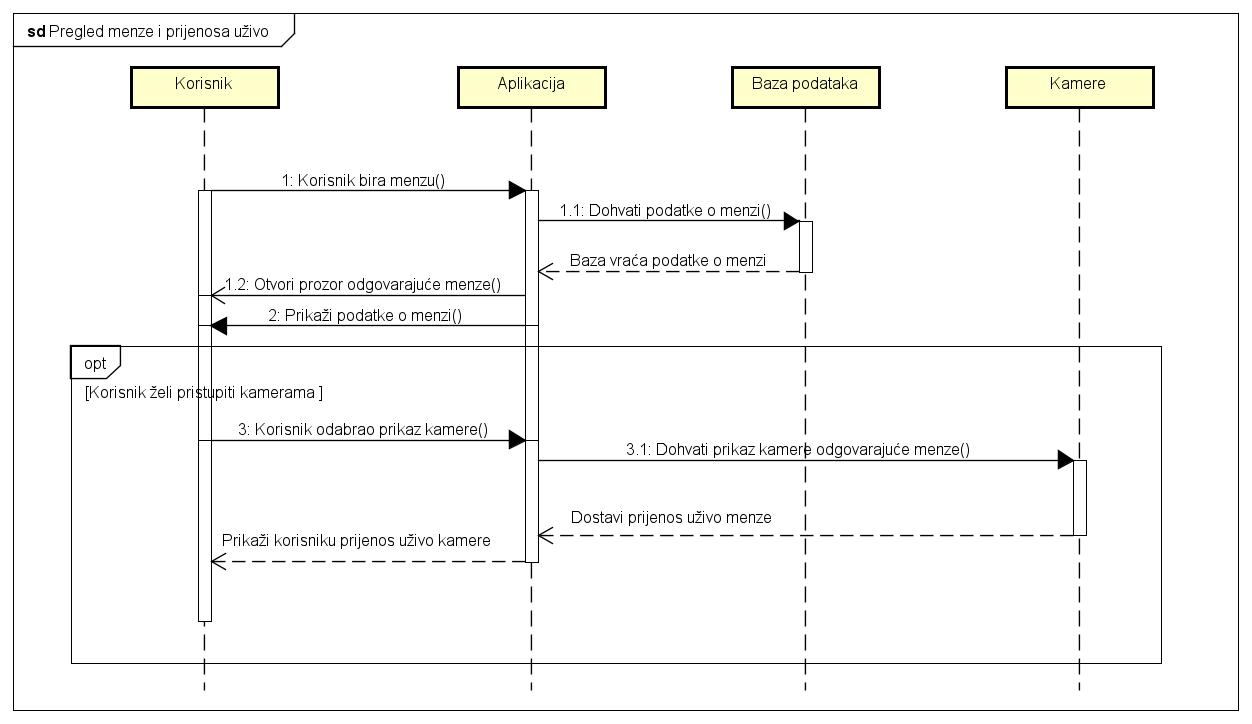 sd Pregled menze i prijenosa uživo
Korisnik
Aplikacija
Baza podataka
Kamere
1: Korisnik bira menzu()
1.1: Dohvati podatke o menzi()
Baza vraća podatke o menzi
1.2: Otvori prozor odgovarajuće menze()
2: Prikaži podatke o menzi()
opt
[Korisnik želi pristupiti kamerama ]
3: Korisnik odabrao prikaz kamere()
3.1: Dohvati prikaz kamere odgovarajuće menze()
Dostavi prijenos uživo menze
Prikaži korisniku prijenos uživo kamere